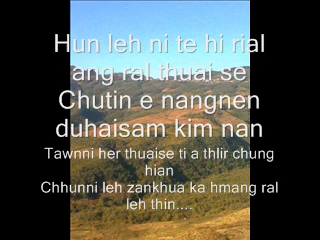 Hun leh ni te hi rial
ang ral thuai se
Chutin e nangnen
duhaisam kim nan
Tawnni her thuaise ti a thlir chung
hian
Chhunni leh zankhua ka hmang ral
leh thin....